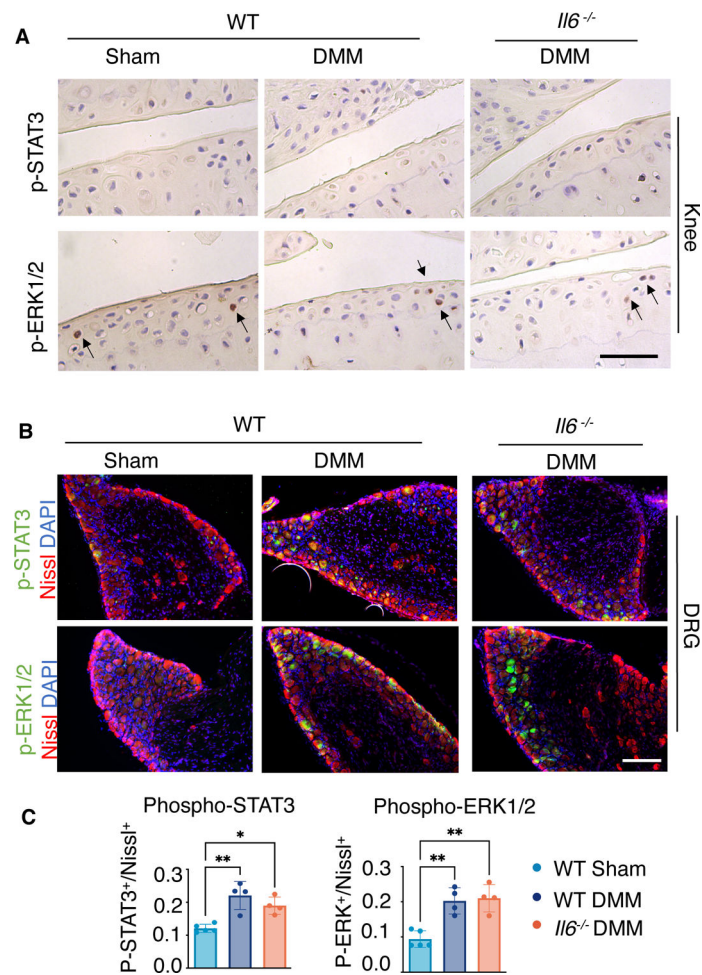 A
WT
Il6 -/-
Sham
DMM
DMM
p-STAT3
p-ERK1/2
Knee
B
WT
Il6 -/-
Sham
DMM
DMM
p-STAT3
Nissl DAPI
p-ERK1/2
Nissl DAPI
DRG
C
Phospho-STAT3
P-STAT3+/Nissl+
0.3
0.2
0.1
0.0
**
*
Phospho-ERK1/2
P-ERK+/Nissl+
0.3
0.2
0.1
0.0
**
**
WT Sham
WT DMM
Il6-/- DMM